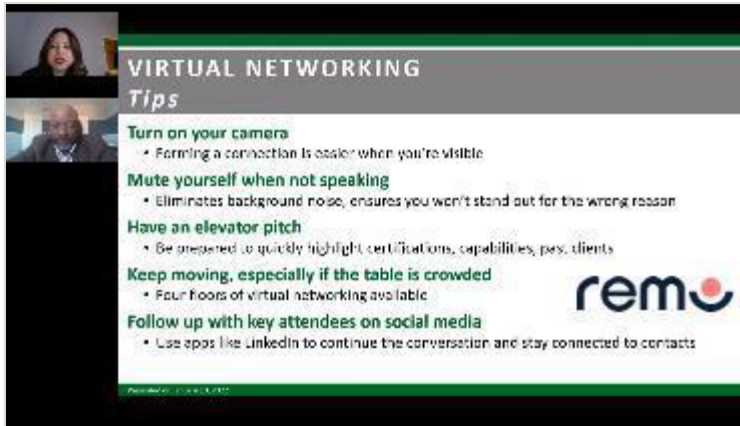 VIRTUAL NETWORKING
Tips
Turn on your camera
• Forming a connection is easier when you're visible
Mute yourself when not speaking
• Eliminates background noise, ensures you won't stand out for the wrong reason
Have an elevator pitch
• Be prepared to quickly highlight certifications, capabilities, past clients
Keep moving, especially if the table is crowded
• Four floors of virtual networking available
remo
Follow up with key attendees on social media
• Use apps like LinkedIn to continue the conversation and stay connected to contacts